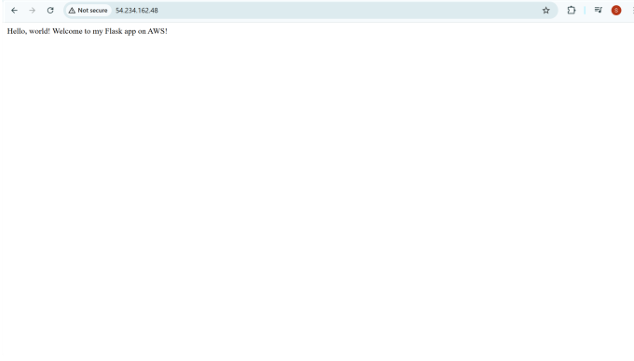 Not secure 54.234.162.48
S
Hello, world! Welcome to my Flask app on AWS!